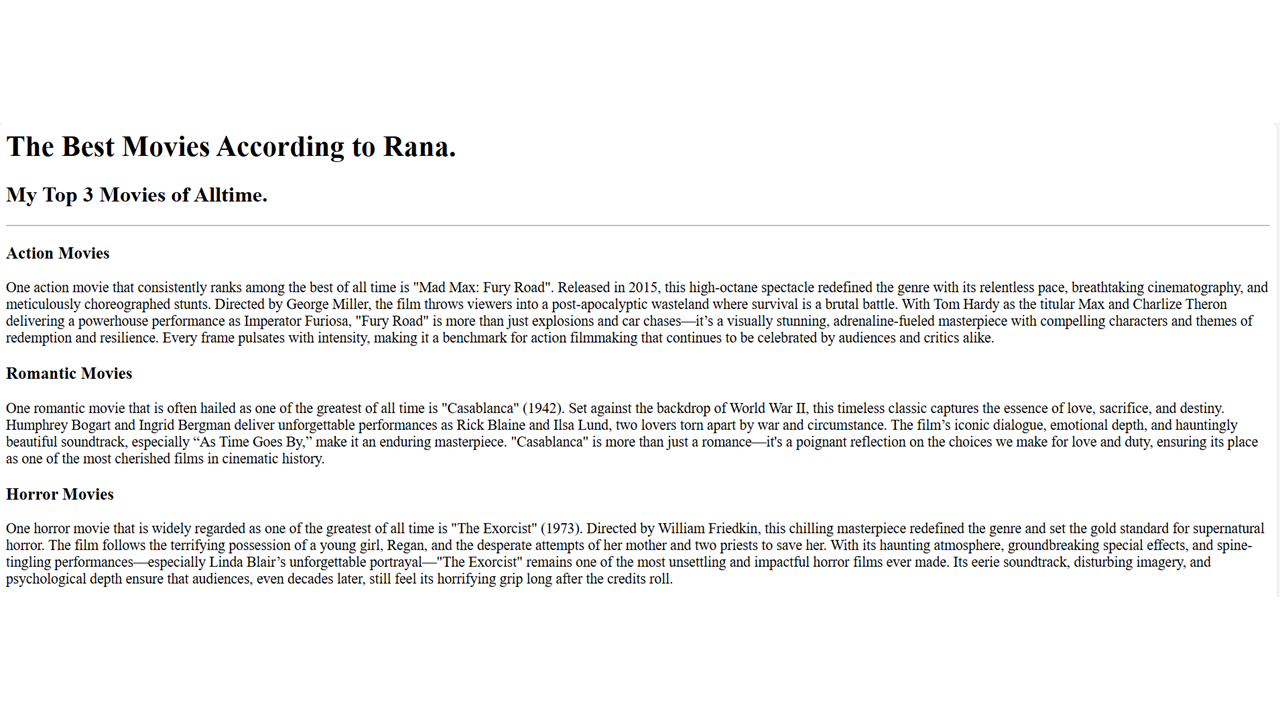 The Best Movies According to Rana.
My Top 3 Movies of Alltime.
Action Movies
One action movie that consistently ranks among the best of all time is "Mad Max: Fury Road". Released in 2015, this high-octane spectacle redefined the genre with its relentless pace, breathtaking cinematography, and
meticulously choreographed stunts. Directed by George Miller, the film throws viewers into a post-apocalyptic wasteland where survival is a brutal battle. With Tom Hardy as the titular Max and Charlize Theron
delivering a powerhouse performance as Imperator Furiosa, "Fury Road" is more than just explosions and car chases—it’s a visually stunning, adrenaline-fueled masterpiece with compelling characters and themes of
redemption and resilience. Every frame pulsates with intensity, making it a benchmark for action filmmaking that continues to be celebrated by audiences and critics alike.
Romantic Movies
One romantic movie that is often hailed as one of the greatest of all time is "Casablanca" (1942). Set against the backdrop of World War II, this timeless classic captures the essence of love, sacrifice, and destiny.
Humphrey Bogart and Ingrid Bergman deliver unforgettable performances as Rick Blaine and Ilsa Lund, two lovers torn apart by war and circumstance. The film’s iconic dialogue, emotional depth, and hauntingly
beautiful soundtrack, especially “As Time Goes By,” make it an enduring masterpiece. "Casablanca" is more than just a romance—it's a poignant reflection on the choices we make for love and duty, ensuring its place
as one of the most cherished films in cinematic history.
Horror Movies
One horror movie that is widely regarded as one of the greatest of all time is "The Exorcist" (1973). Directed by William Friedkin, this chilling masterpiece redefined the genre and set the gold standard for supernatural
horror. The film follows the terrifying possession of a young girl, Regan, and the desperate attempts of her mother and two priests to save her. With its haunting atmosphere, groundbreaking special effects, and spine-
tingling performances—especially Linda Blair’s unforgettable portrayal—"The Exorcist" remains one of the most unsettling and impactful horror films ever made. Its eerie soundtrack, disturbing imagery, and
psychological depth ensure that audiences, even decades later, still feel its horrifying grip long after the credits roll.